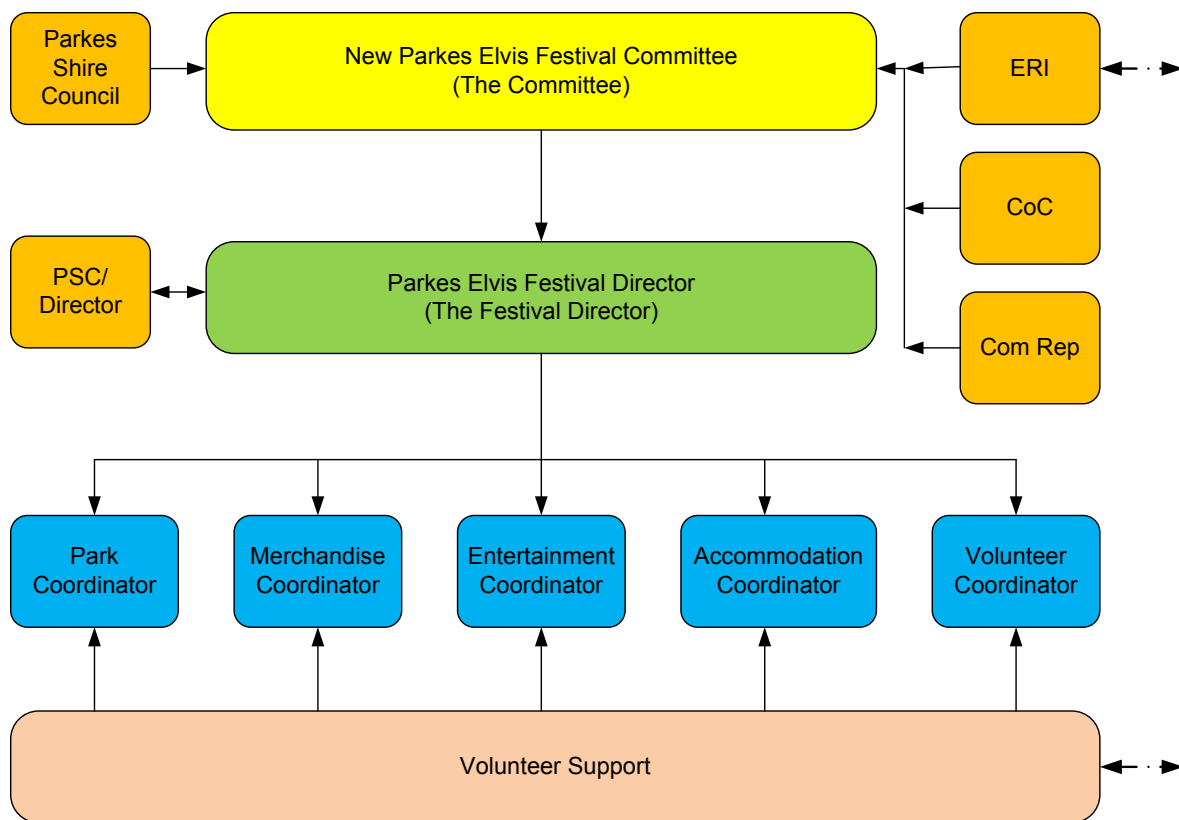 Parkes
Shire
Council
New Parkes Elvis Festival Committee
(The Committee)
ERI
CoC
PSC/
Director
Parkes Elvis Festival Director
(The Festival Director)
Com Rep
Park
Coordinator
Merchandise
Coordinator
Entertainment
Coordinator
Accommodation
Coordinator
Volunteer
Coordinator
Volunteer Support